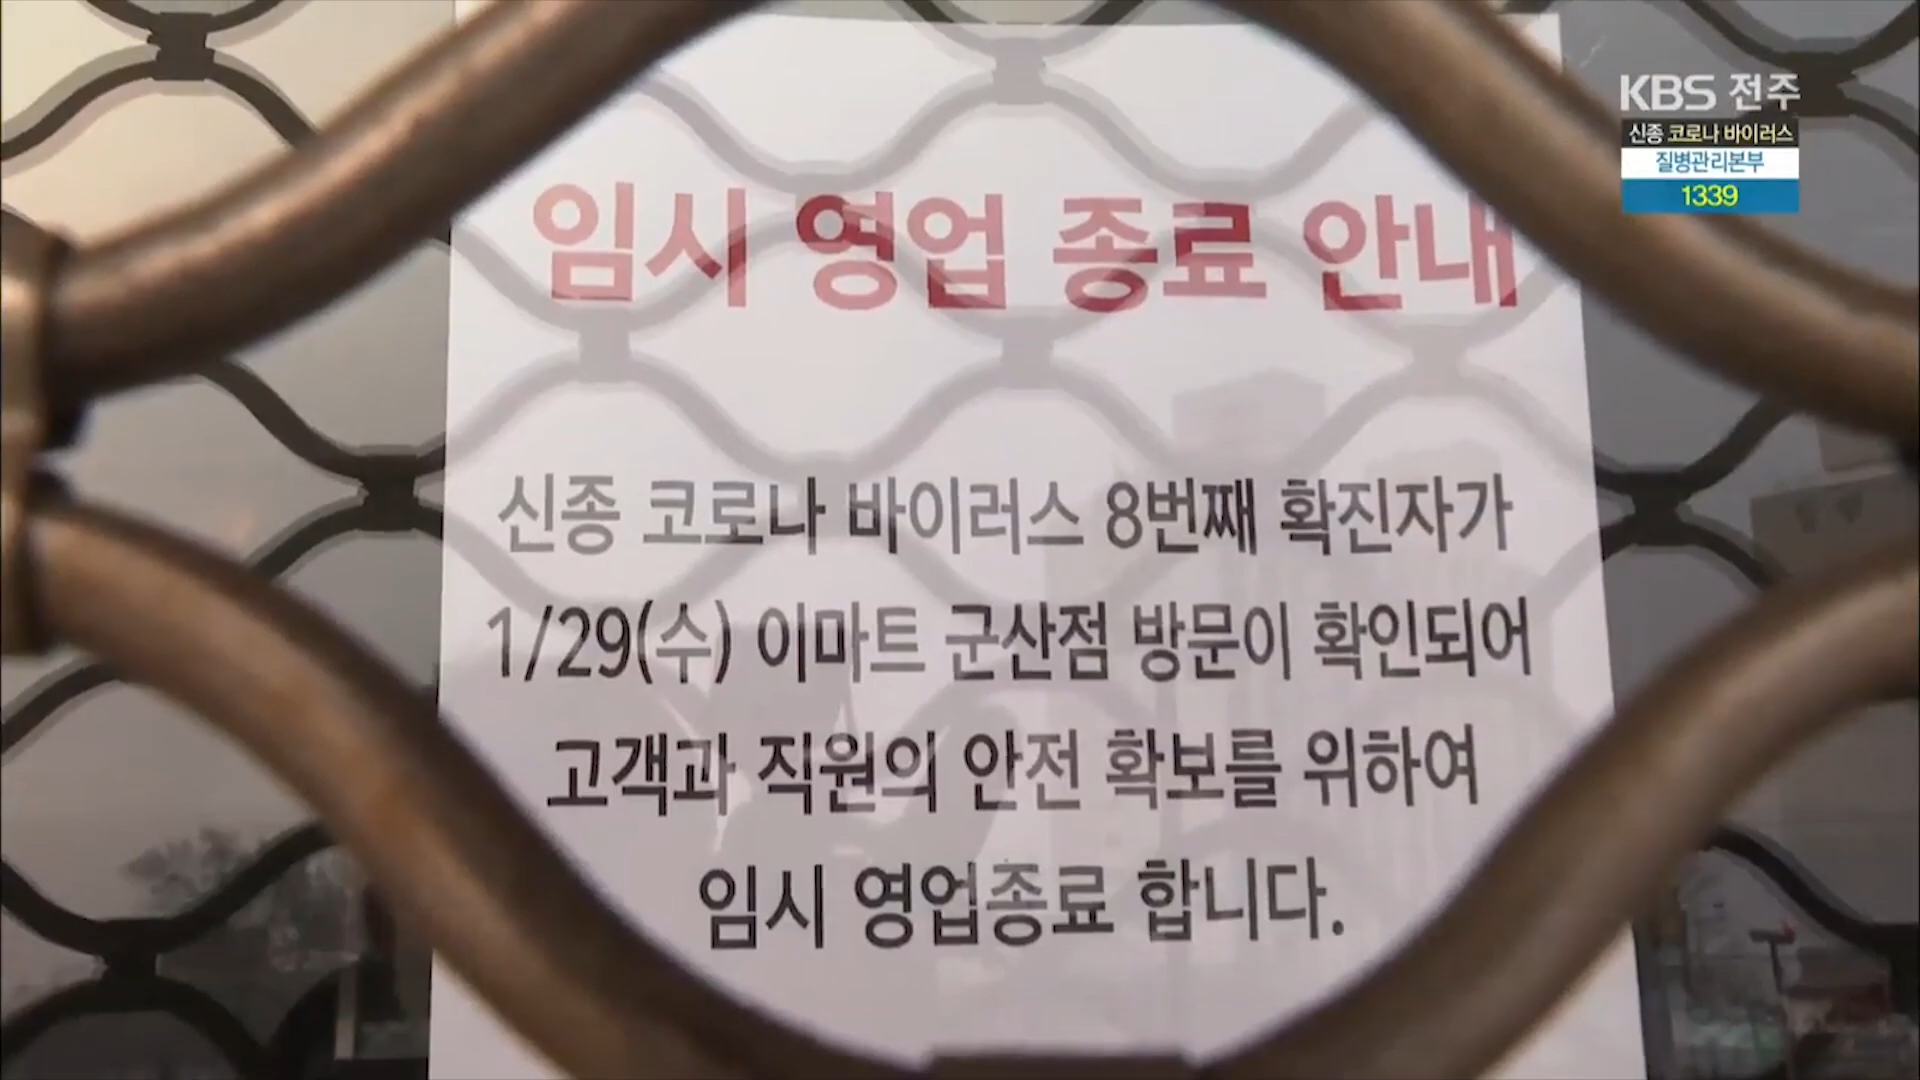 KBS 전주
신종 코로나 바이러스
질병관리본부
1339
임시 영업 종료 안내
신종 코로나 바이러스 8번째 확진자가
1/29(수) 이마트 군산점 방문이 확인되어
고객과 직원의 안전 확보를 위하여
임시 영업종료 합니다.